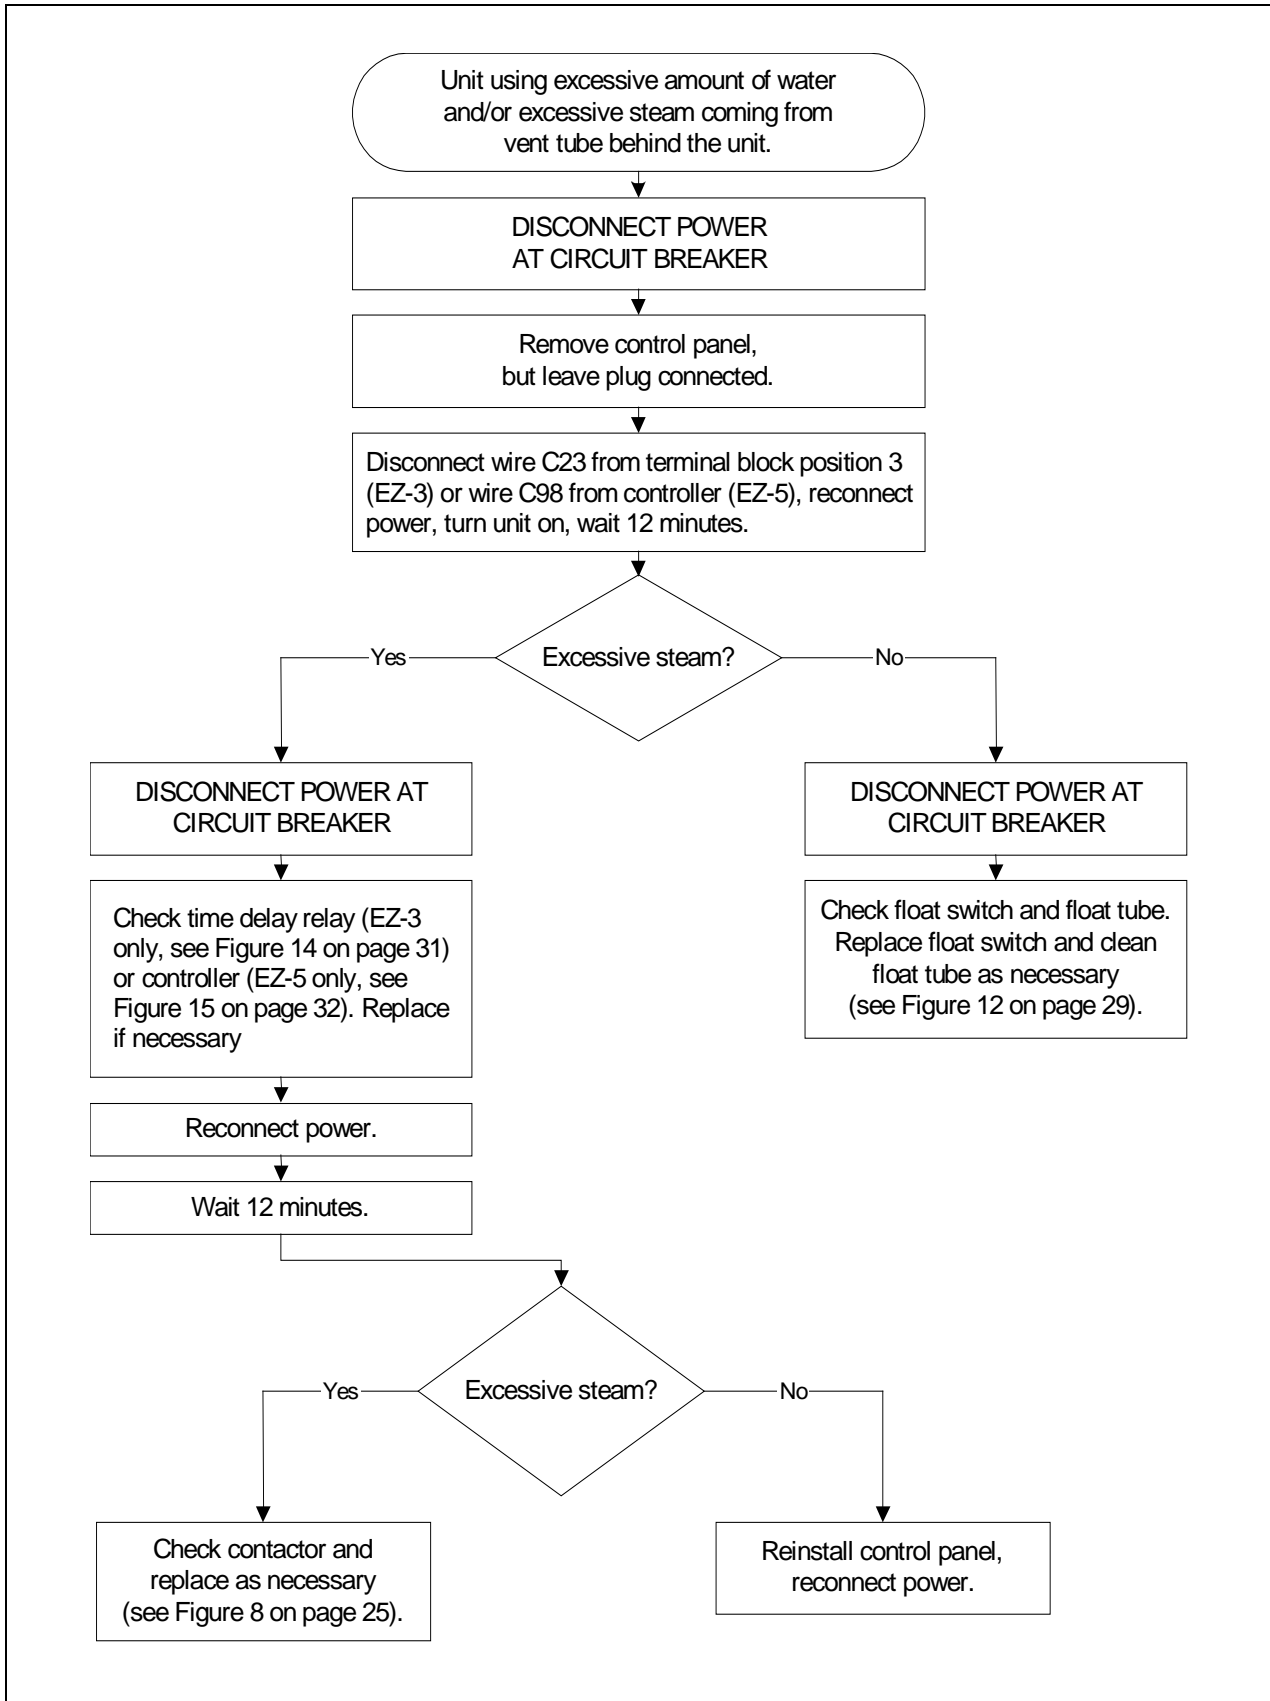 Unit using excessive amount of water
and/or excessive steam coming from
vent tube behind the unit.
DISCONNECT POWER
AT CIRCUIT BREAKER
Remove control panel,
but leave plug connected.
Disconnect wire C23 from terminal block position 3
(EZ-3) or wire C98 from controller (EZ-5), reconnect
power, turn unit on, wait 12 minutes.
Excessive steam?
Yes
No
DISCONNECT POWER AT
CIRCUIT BREAKER
Check time delay relay (EZ-3
only, see Figure 14 on page 31)
or controller (EZ-5 only, see
Figure 15 on page 32). Replace
if necessary
DISCONNECT POWER AT
CIRCUIT BREAKER
Check float switch and float tube.
Replace float switch and clean
float tube as necessary
(see Figure 12 on page 29).
Reconnect power.
Wait 12 minutes.
Excessive steam?
Yes
No
Check contactor and
replace as necessary
(see Figure 8 on page 25).
Reinstall control panel,
reconnect power.